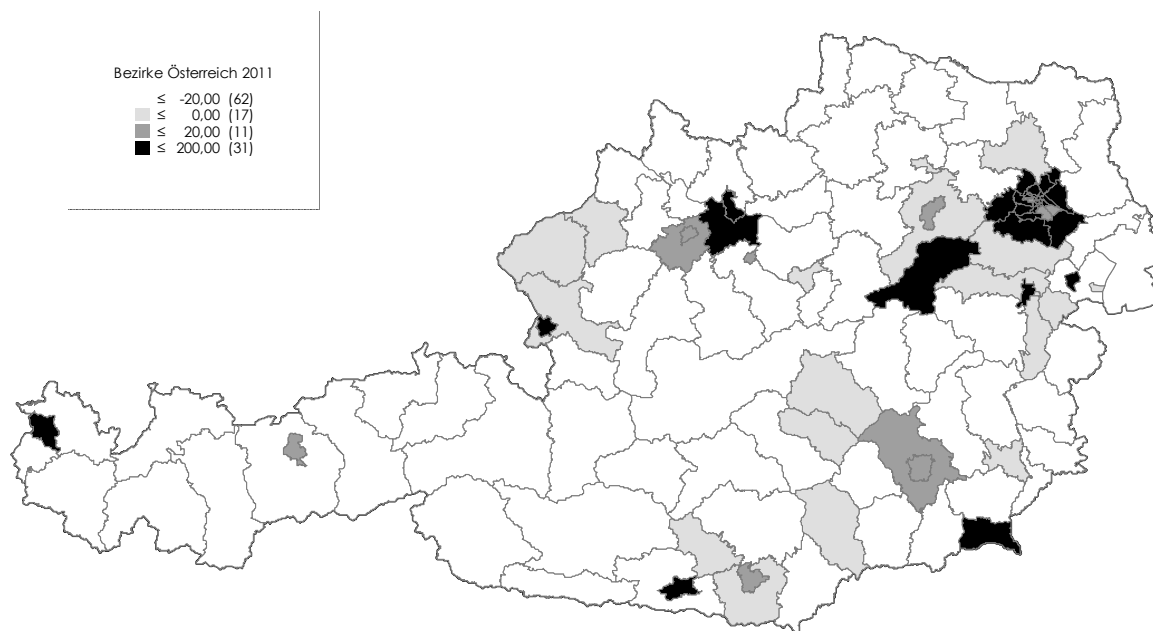 Bezirke Österreich 2011
≤ -20,00 (62)
≤ 0,00 (17)
≤ 20,00 (11)
≤ 200,00 (31)